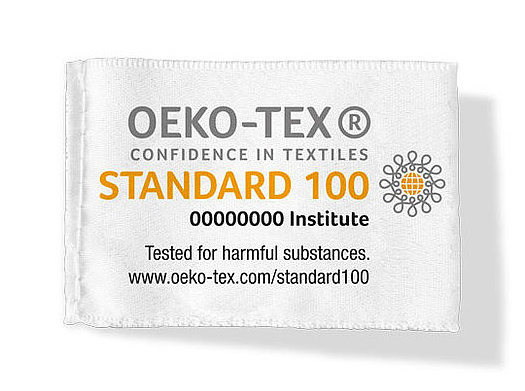 OEKO-TEX®
CONFIDENCE IN TEXTILES
STANDARD 100
00000000 Institute
Tested for harmful substances.
www.oeko-tex.com/standard100